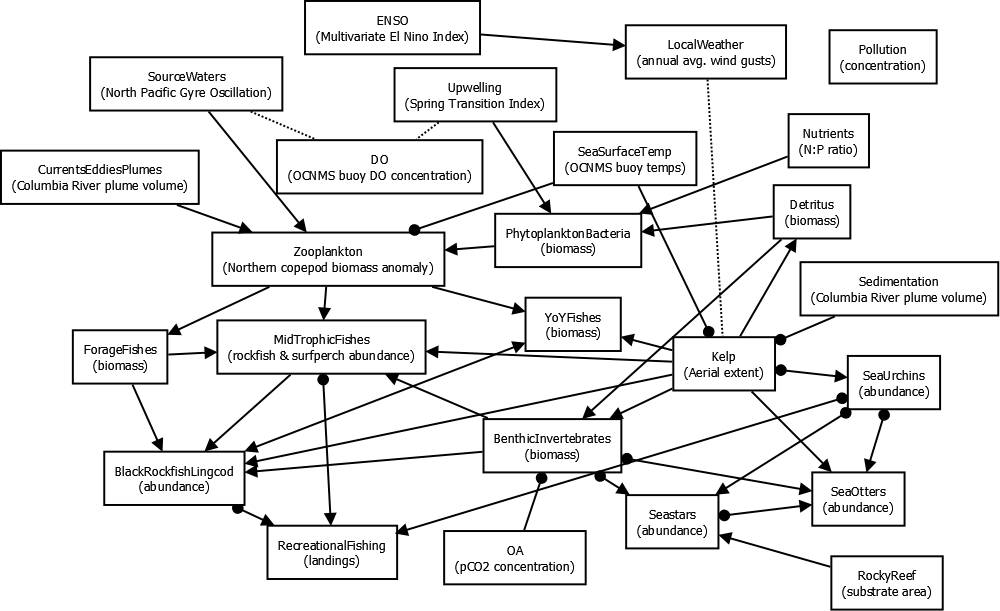 ENSO
(Multivariate El Nino Index)
LocalWeather
(annual avg. wind gusts)
Pollution
(concentration)
SourceWaters
(North Pacific Gyre Oscillation)
Upwelling
(Spring Transition Index)
Nutrients
(N:P ratio)
DO
(OCNMS buoy DO concentration)
SeaSurfaceTemp
(OCNMS buoy temps)
CurrentsEddiesPlumes
(Columbia River plume volume)
Detritus
(biomass)
PhytoplanktonBacteria
(biomass)
Zooplankton
(Northern copepod biomass anomaly)
Sedimentation
(Columbia River plume volume)
YoYFishes
(biomass)
MidTrophicFishes
(rockfish & surfperch abundance)
ForageFishes
(biomass)
Kelp
(Aerial extent)
SeaUrchins
(abundance)
BenthicInvertebrates
(biomass)
BlackRockfishLingcod
(abundance)
SeaOtters
(abundance)
Seastars
(abundance)
RecreationalFishing
(landings)
OA
(pCO2 concentration)
RockyReef
(substrate area)